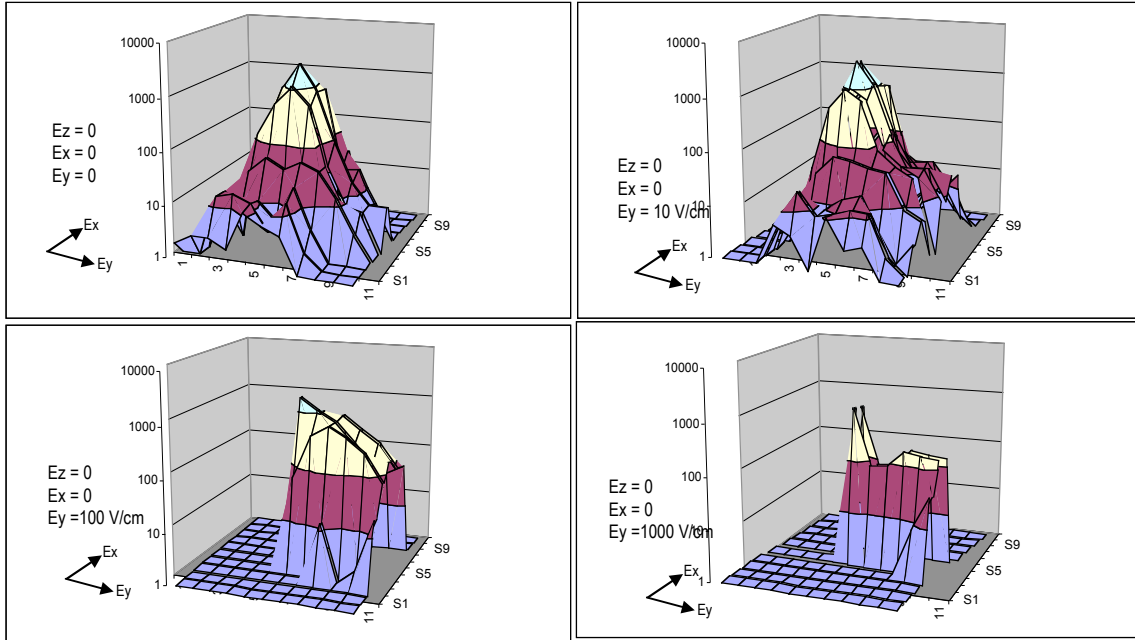 10000
1000
100
10
1
Ez = 0
Ex = 0
Ey = 0
Ex
Ey
1
3
5
7
9
11
S1
S5
S9
10000
1000
100
10
1
Ez = 0
Ex = 0
Ey = 10 V/cm
Ex
Ey
1
3
5
7
11
S1
S5
S9
10000
1000
100
10
1
Ez = 0
Ex = 0
Ey =100 V/cm
Ex
Ey
11
S1
S5
S9
10000
1000
100
1
Ez = 0
Ex = 0
Ey =1000 V/cm
Ex
Ey
11
S1
S5
S9